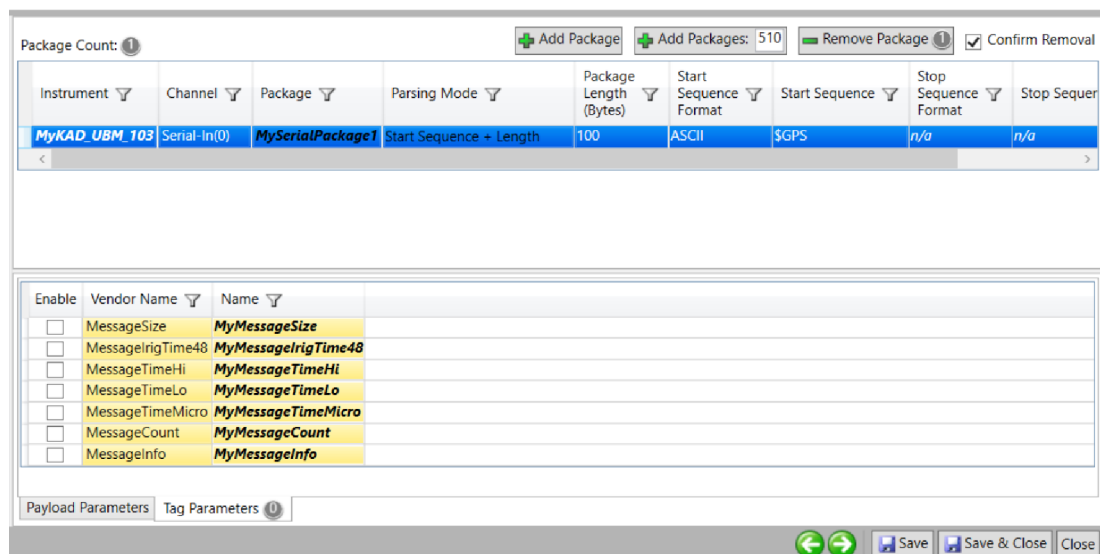 Package Count: 1 Add Package Add Packages: 510 Remove Package 1 Confirm Removal
Instrument Channel Package Parsing Mode Package Length (Bytes) Start Sequence Format Start Sequence Stop Sequence Format Stop Sequen
MyKAD_UBM_103 Serial-In(0) MySerialPackage1 Start Sequence + Length 100 ASCII $GPS n/a n/a
Enable Vendor Name Name
MessageSize MyMessageSize
MessageIrigTime48 MyMessageIrigTime48
MessageTimeHi MyMessageTimeHi
MessageTimeLo MyMessageTimeLo
MessageTimeMicro MyMessageTimeMicro
MessageCount MyMessageCount
MessageInfo MyMessageInfo
Payload Parameters Tag Parameters 0
Save Save & Close Close